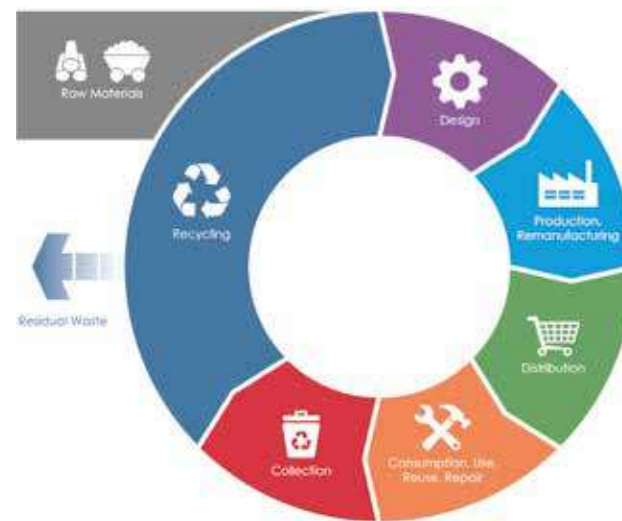 Raw Materials
Design
Production,
Remanufacturing
Distribution
Consumption, Use,
Reuse, Repair
Collection
Recycling
Residual Waste